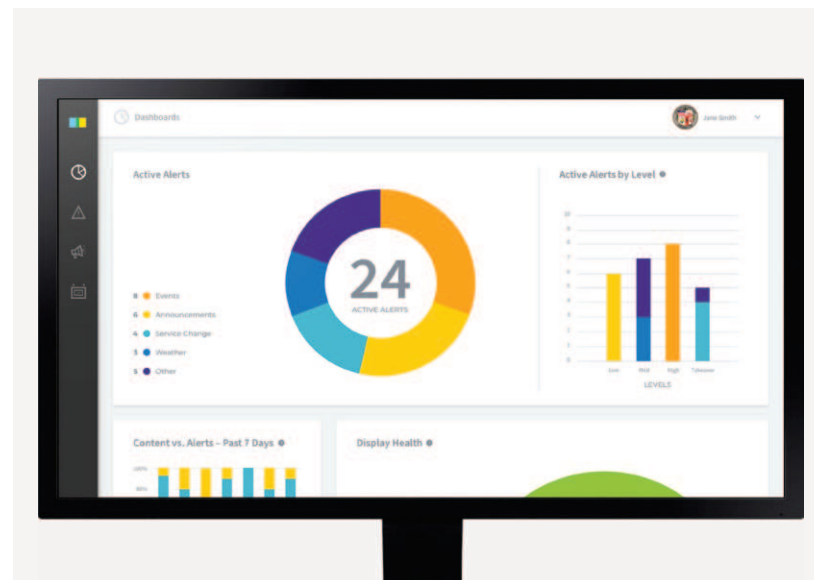 Dashboards
Jane Smith
Active Alerts
24
ACTIVE ALERTS
8 Events
6 Announcements
4 Service Change
3 Weather
5 Other
Active Alerts by Level
10
9
8
7
6
5
4
3
2
1
0
Low
Mid
High
Takeover
LEVELS
Content vs. Alerts – Past 7 Days
100%
80%
Display Health